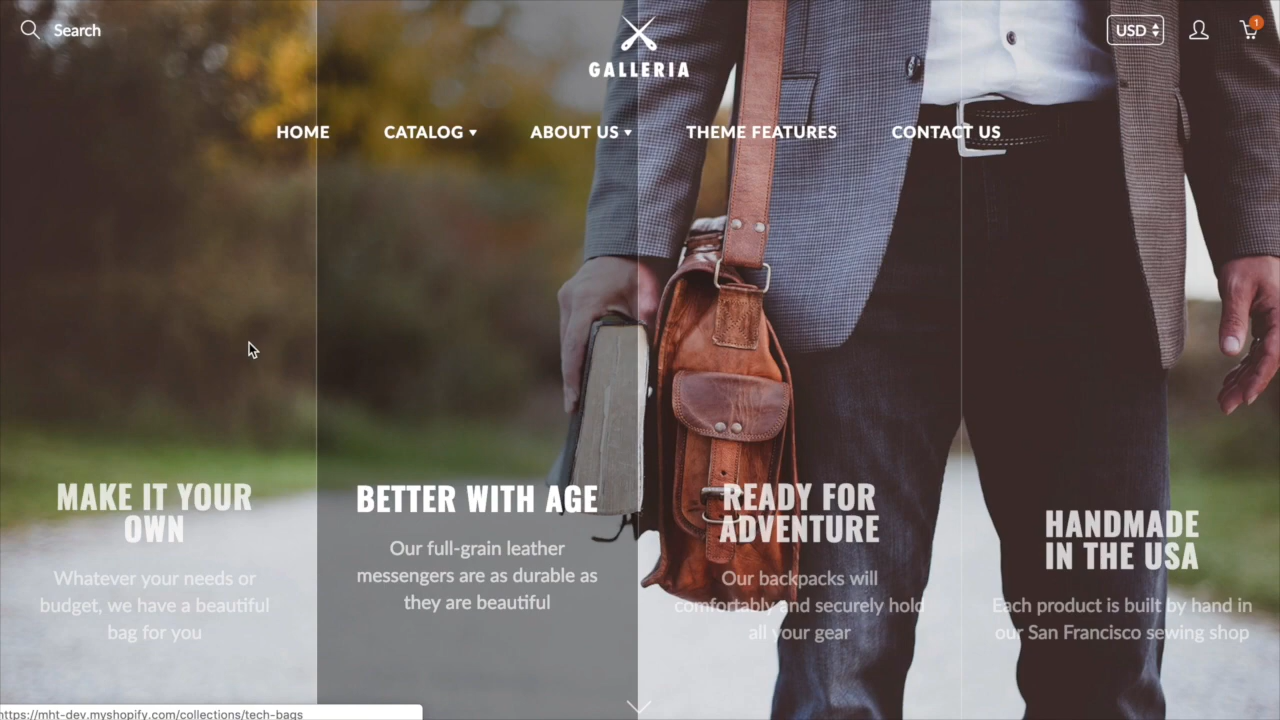 Search
GALLERIA
USD
1
HOME
CATALOG
ABOUT US
THEME FEATURES
CONTACT US
MAKE IT YOUR
OWN
Whatever your needs or
budget, we have a beautiful
bag for you
BETTER WITH AGE
Our full-grain leather
messengers are as durable as
they are beautiful
READY FOR
ADVENTURE
Our backpacks will
comfortably and securely hold
all your gear
HANDMADE
IN THE USA
Each product is built by hand in
our San Francisco sewing shop
https://mht-dev.myshopify.com/collections/tech-bags